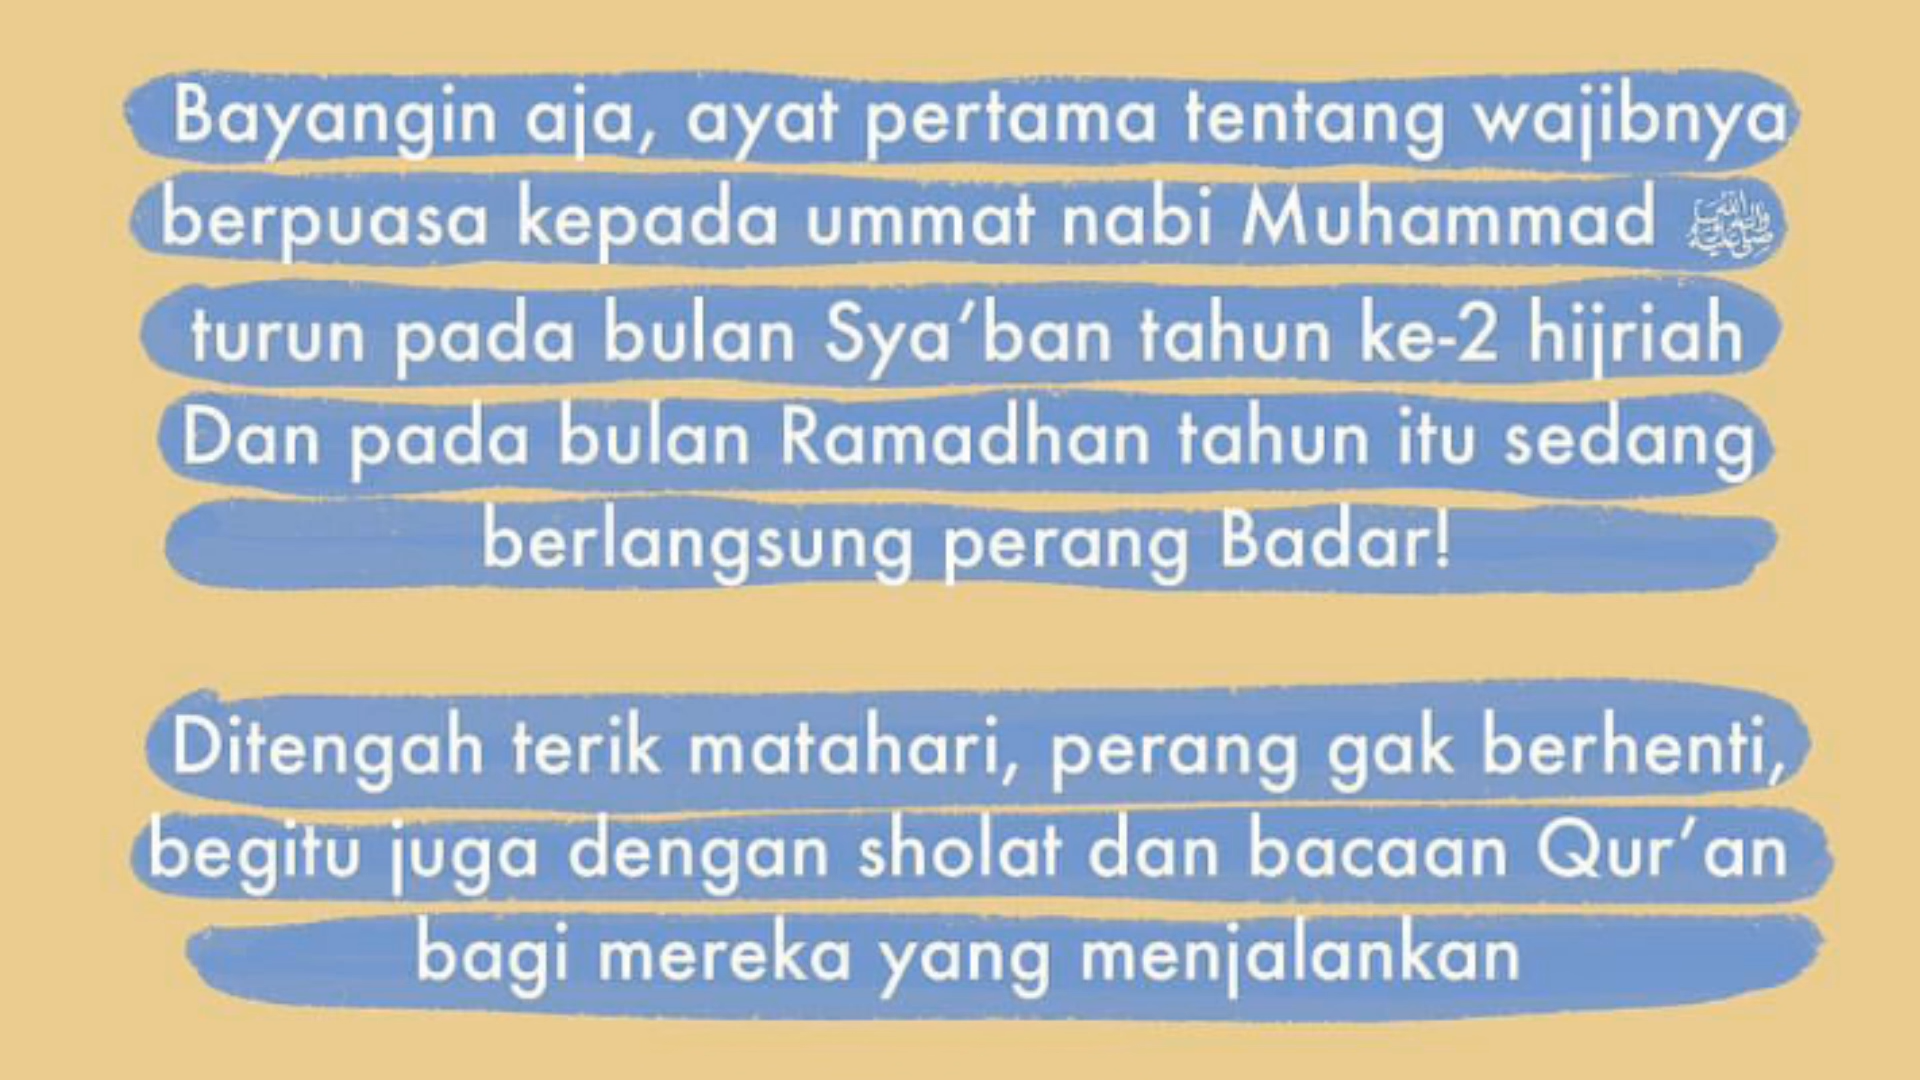 Bayangin aja, ayat pertama tentang wajibnya
berpuasa kepada ummat nabi Muhammad ﷺ
turun pada bulan Sya’ban tahun ke-2 hijriah
Dan pada bulan Ramadhan tahun itu sedang
berlangsung perang Badar!
Ditengah terik matahari, perang gak berhenti,
begitu juga dengan sholat dan bacaan Qur’an
bagi mereka yang menjalankan